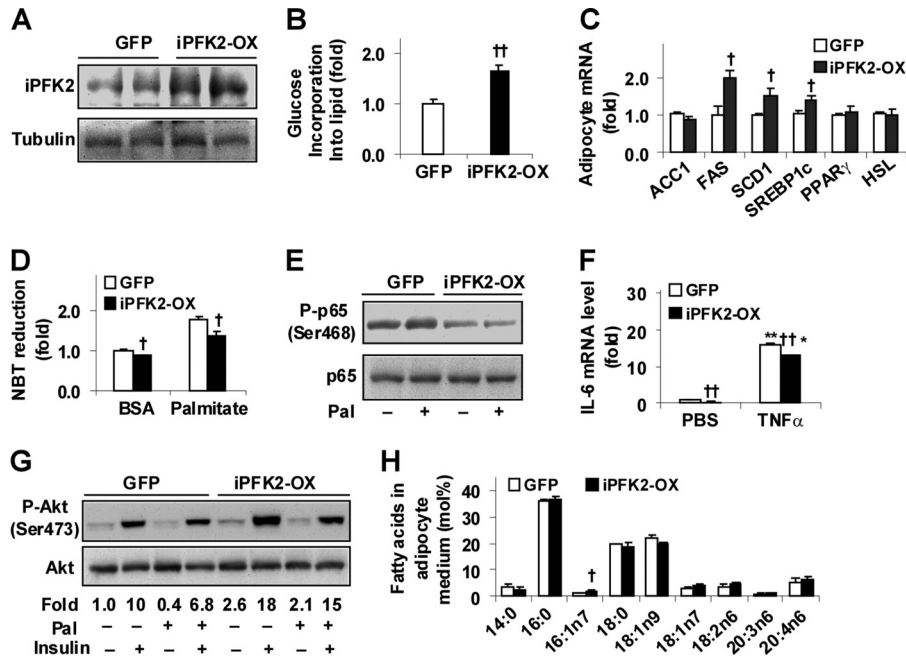 A
GFP iPFK2-OX
iPFK2
Tubulin
B
Glucose
Incorporation
Into lipid (fold)
2.0
1.0
0.0
††
GFP iPFK2-OX
C
Adipocyte mRNA
(fold)
GFP
iPFK2-OX
3.0
2.0
1.0
0.0
† † †
ACC1 FAS SCD1 SREBP1c PPARγ HSL
D
NBT reduction
(fold)
GFP
iPFK2-OX
2.0
1.0
0.0
† †
BSA Palmitate
E
GFP iPFK2-OX
P-p65
(Ser468)
p65
Pal – + – +
F
IL-6 mRNA level
(fold)
GFP
iPFK2-OX
30
20
10
0
†† ** †† *
PBS TNFα
G
GFP iPFK2-OX
P-Akt
(Ser473)
Akt
Fold 1.0 10 0.4 6.8 2.6 18 2.1 15
Pal – – + + – – + +
Insulin – + – + – + – +
H
Fatty acids in
adipocyte
medium (mol%)
GFP iPFK2-OX
40
20
0
†
14:0 16:0 16:1n7 18:0 18:1n9 18:1n7 18:2n6 20:3n6 20:4n6